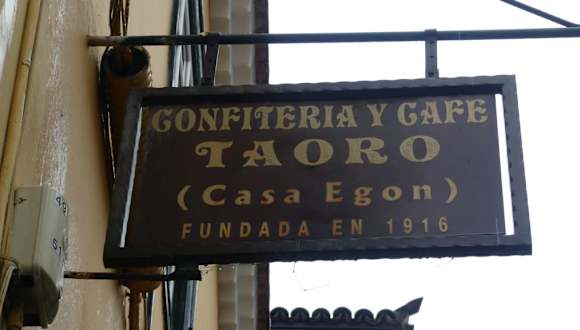 CONFITERIA Y CAFE
TAORO
(Casa Egon)
FUNDADA EN 1916